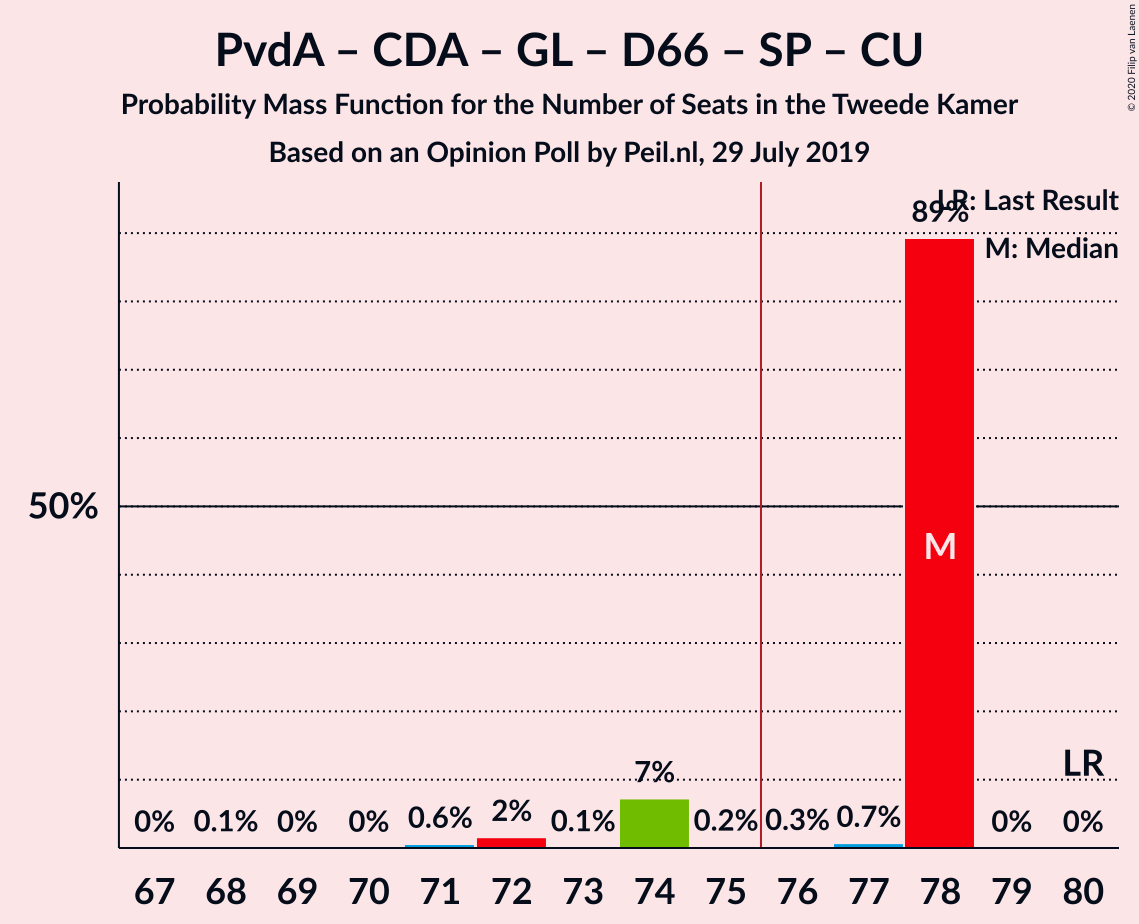 PvdA – CDA – GL – D66 – SP – CU
Probability Mass Function for the Number of Seats in the Tweede Kamer
Based on an Opinion Poll by Peil.nl, 29 July 2019
© 2020 Filip van Laenen
LR: Last Result
89%
M: Median
50%
M
LR
7%
0% 0.1% 0% 0% 0.6% 2% 0.1% 0.2% 0.3% 0.7% 0% 0%
67 68 69 70 71 72 73 74 75 76 77 78 79 80